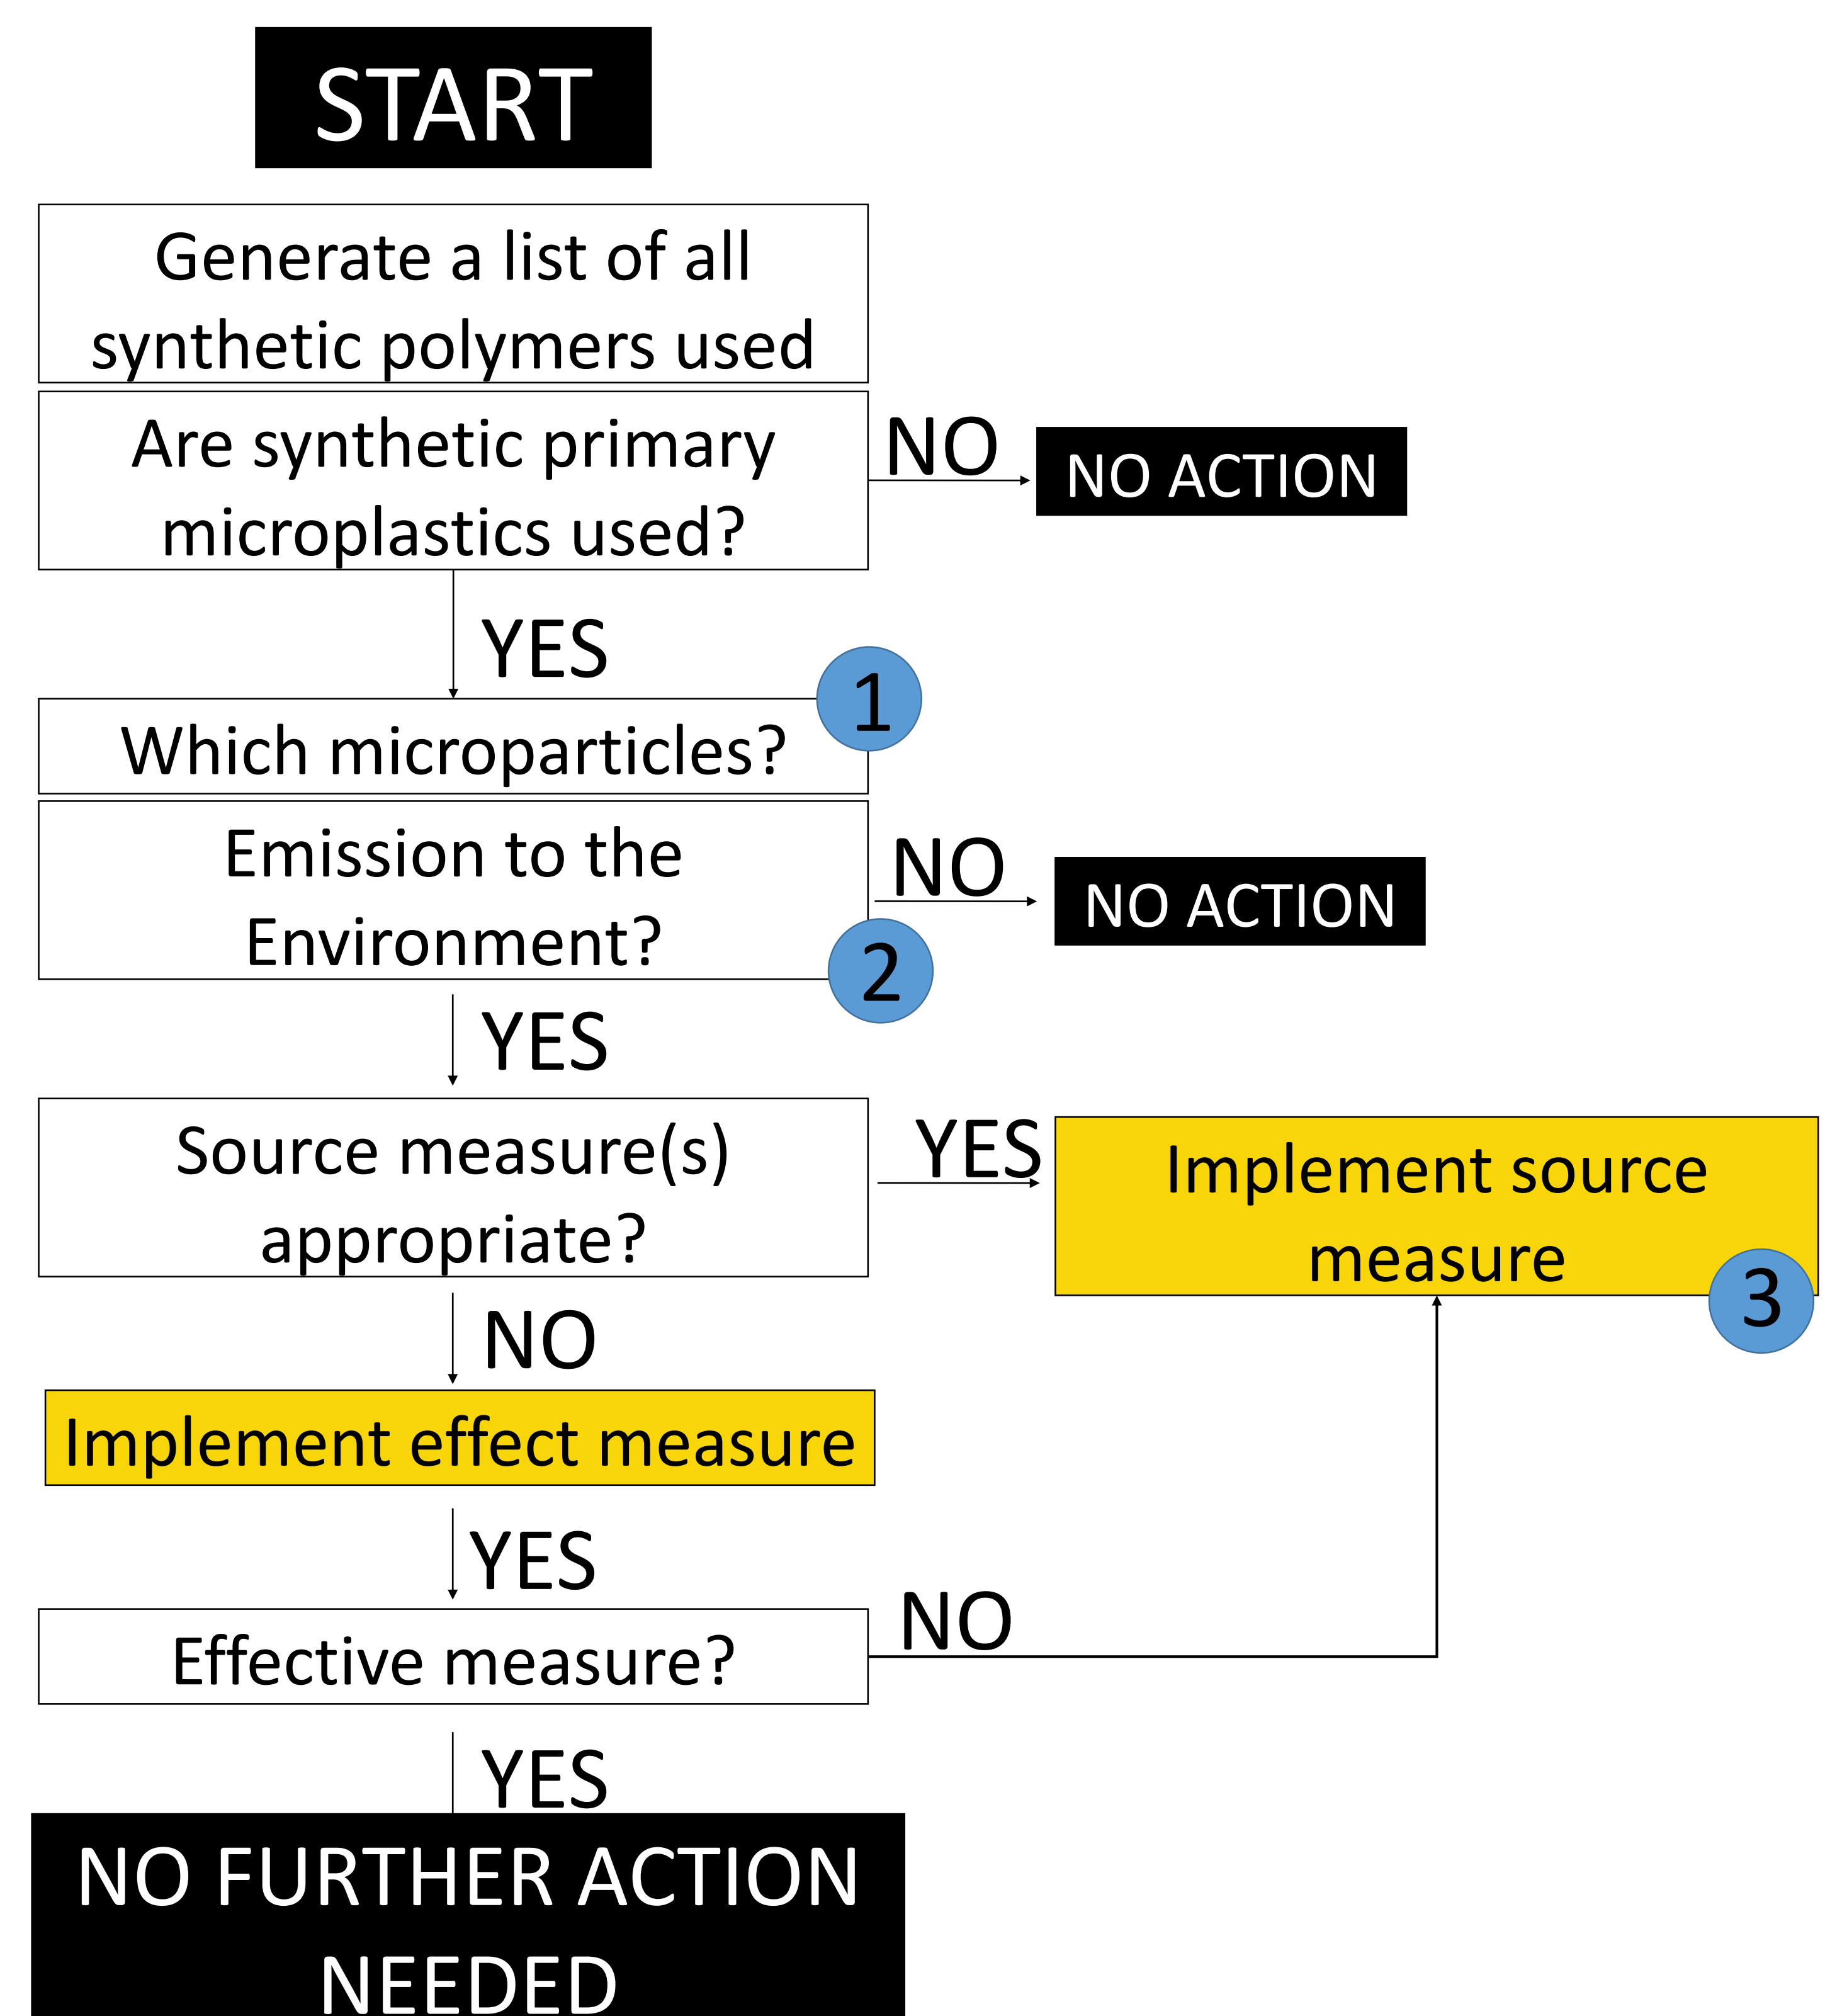 START
Generate a list of all
synthetic polymers used
Are synthetic primary
microplastics used?
NO
NO ACTION
YES
1
Which microparticles?
Emission to the
Environment?
NO
NO ACTION
2
YES
Source measure(s)
appropriate?
YES
Implement source
measure
3
NO
Implement effect measure
YES
Effective measure?
NO
YES
NO FURTHER ACTION
NEEDED